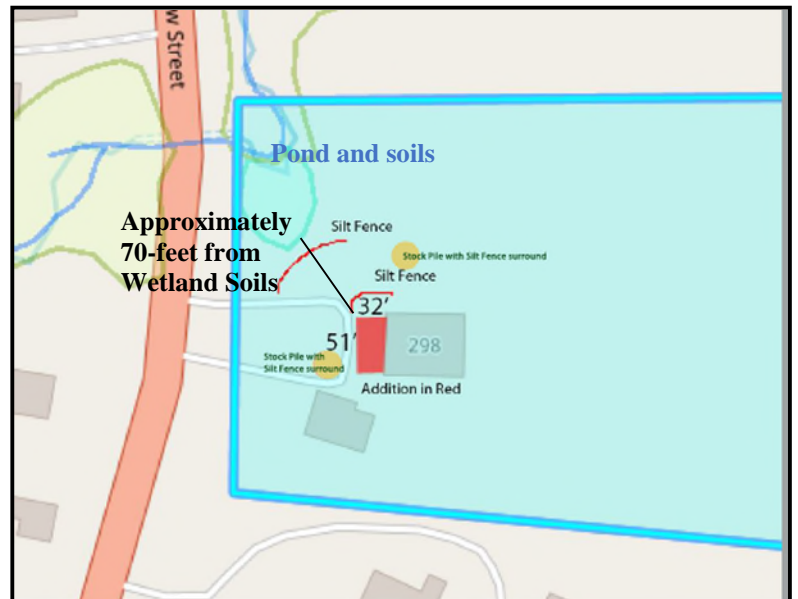 w Street
Pond and soils
Approximately
70-feet from
Wetland Soils
Silt Fence
Stock Pile with Silt Fence surround
Silt Fence
32'
51'
298
Stock Pile with
Silt Fence surround
Addition in Red